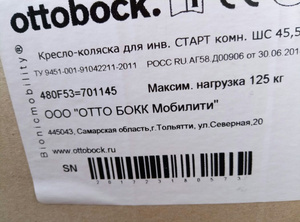 ottobock.
Кресло-коляска для инв. СТАРТ комн. ШС 45,5
ТУ 9451-001-91042211-2011
РОСС RU АГ58.Д00906 от 30.06.201
480F53=701145
Максим. нагрузка 125 кг
ООО "ОТТО БОКК Мобилити"
445043, Самарская область,г.Тольятти, ул.Северная,20
www.ottobock.ru
SN
Bionicmobility